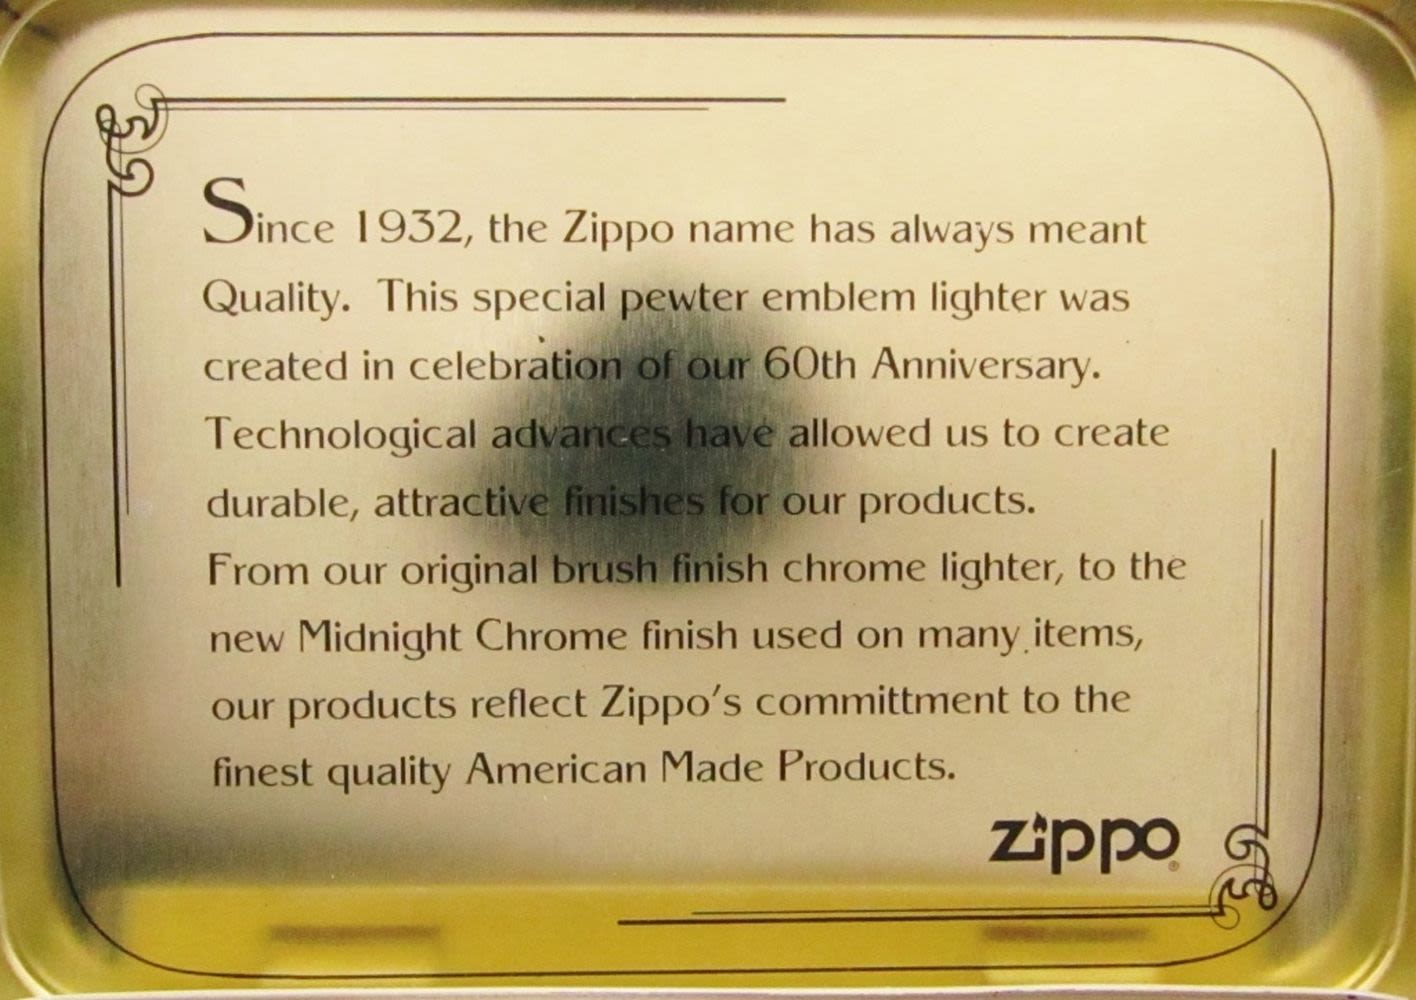 Since 1932, the Zippo name has always meant
Quality. This special pewter emblem lighter was
created in celebration of our 60th Anniversary.
Technological advances have allowed us to create
durable, attractive finishes for our products.
From our original brush finish chrome lighter, to the
new Midnight Chrome finish used on many items,
our products reflect Zippo's committment to the
finest quality American Made Products.
zippo®